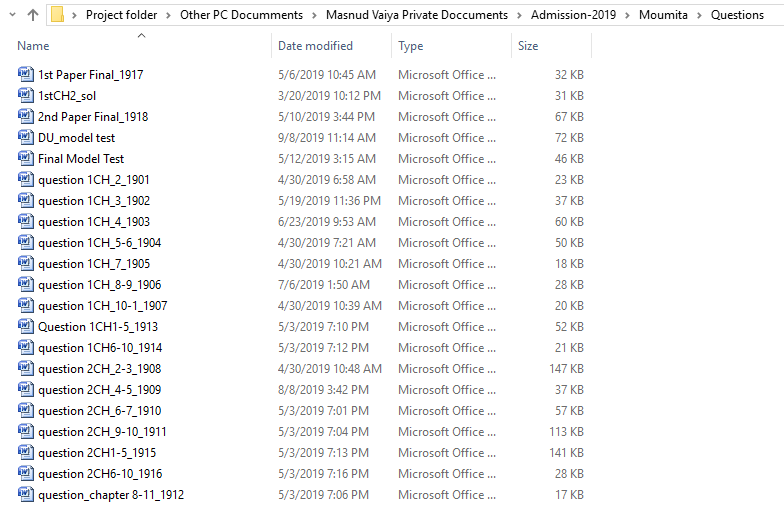 Project folder > Other PC Documments > Masnud Vaiya Private Doccuments > Admission-2019 > Moumita > Questions
Name Date modified Type Size
1st Paper Final_1917 5/6/2019 10:45 AM Microsoft Office ... 32 KB
1stCH2_sol 3/20/2019 10:12 PM Microsoft Office ... 31 KB
2nd Paper Final_1918 5/10/2019 3:44 PM Microsoft Office ... 67 KB
DU_model test 9/8/2019 11:14 AM Microsoft Office ... 72 KB
Final Model Test 5/12/2019 3:15 AM Microsoft Office ... 46 KB
question 1CH_2_1901 4/30/2019 6:58 AM Microsoft Office ... 23 KB
question 1CH_3_1902 5/19/2019 11:36 PM Microsoft Office ... 37 KB
question 1CH_4_1903 6/23/2019 9:53 AM Microsoft Office ... 60 KB
question 1CH_5-6_1904 4/30/2019 7:21 AM Microsoft Office ... 50 KB
question 1CH_7_1905 4/30/2019 10:21 AM Microsoft Office ... 18 KB
question 1CH_8-9_1906 7/6/2019 1:50 AM Microsoft Office ... 28 KB
question 1CH_10-1_1907 4/30/2019 10:39 AM Microsoft Office ... 20 KB
Question 1CH1-5_1913 5/3/2019 7:10 PM Microsoft Office ... 52 KB
question 1CH6-10_1914 5/3/2019 7:12 PM Microsoft Office ... 21 KB
question 2CH_2-3_1908 4/30/2019 10:48 AM Microsoft Office ... 147 KB
question 2CH_4-5_1909 8/8/2019 3:42 PM Microsoft Office ... 37 KB
question 2CH_6-7_1910 5/3/2019 7:01 PM Microsoft Office ... 57 KB
question 2CH_9-10_1911 5/3/2019 7:04 PM Microsoft Office ... 113 KB
question 2CH1-5_1915 5/3/2019 7:13 PM Microsoft Office ... 141 KB
question 2CH6-10_1916 5/3/2019 7:16 PM Microsoft Office ... 28 KB
question_chapter 8-11_1912 5/3/2019 7:06 PM Microsoft Office ... 17 KB